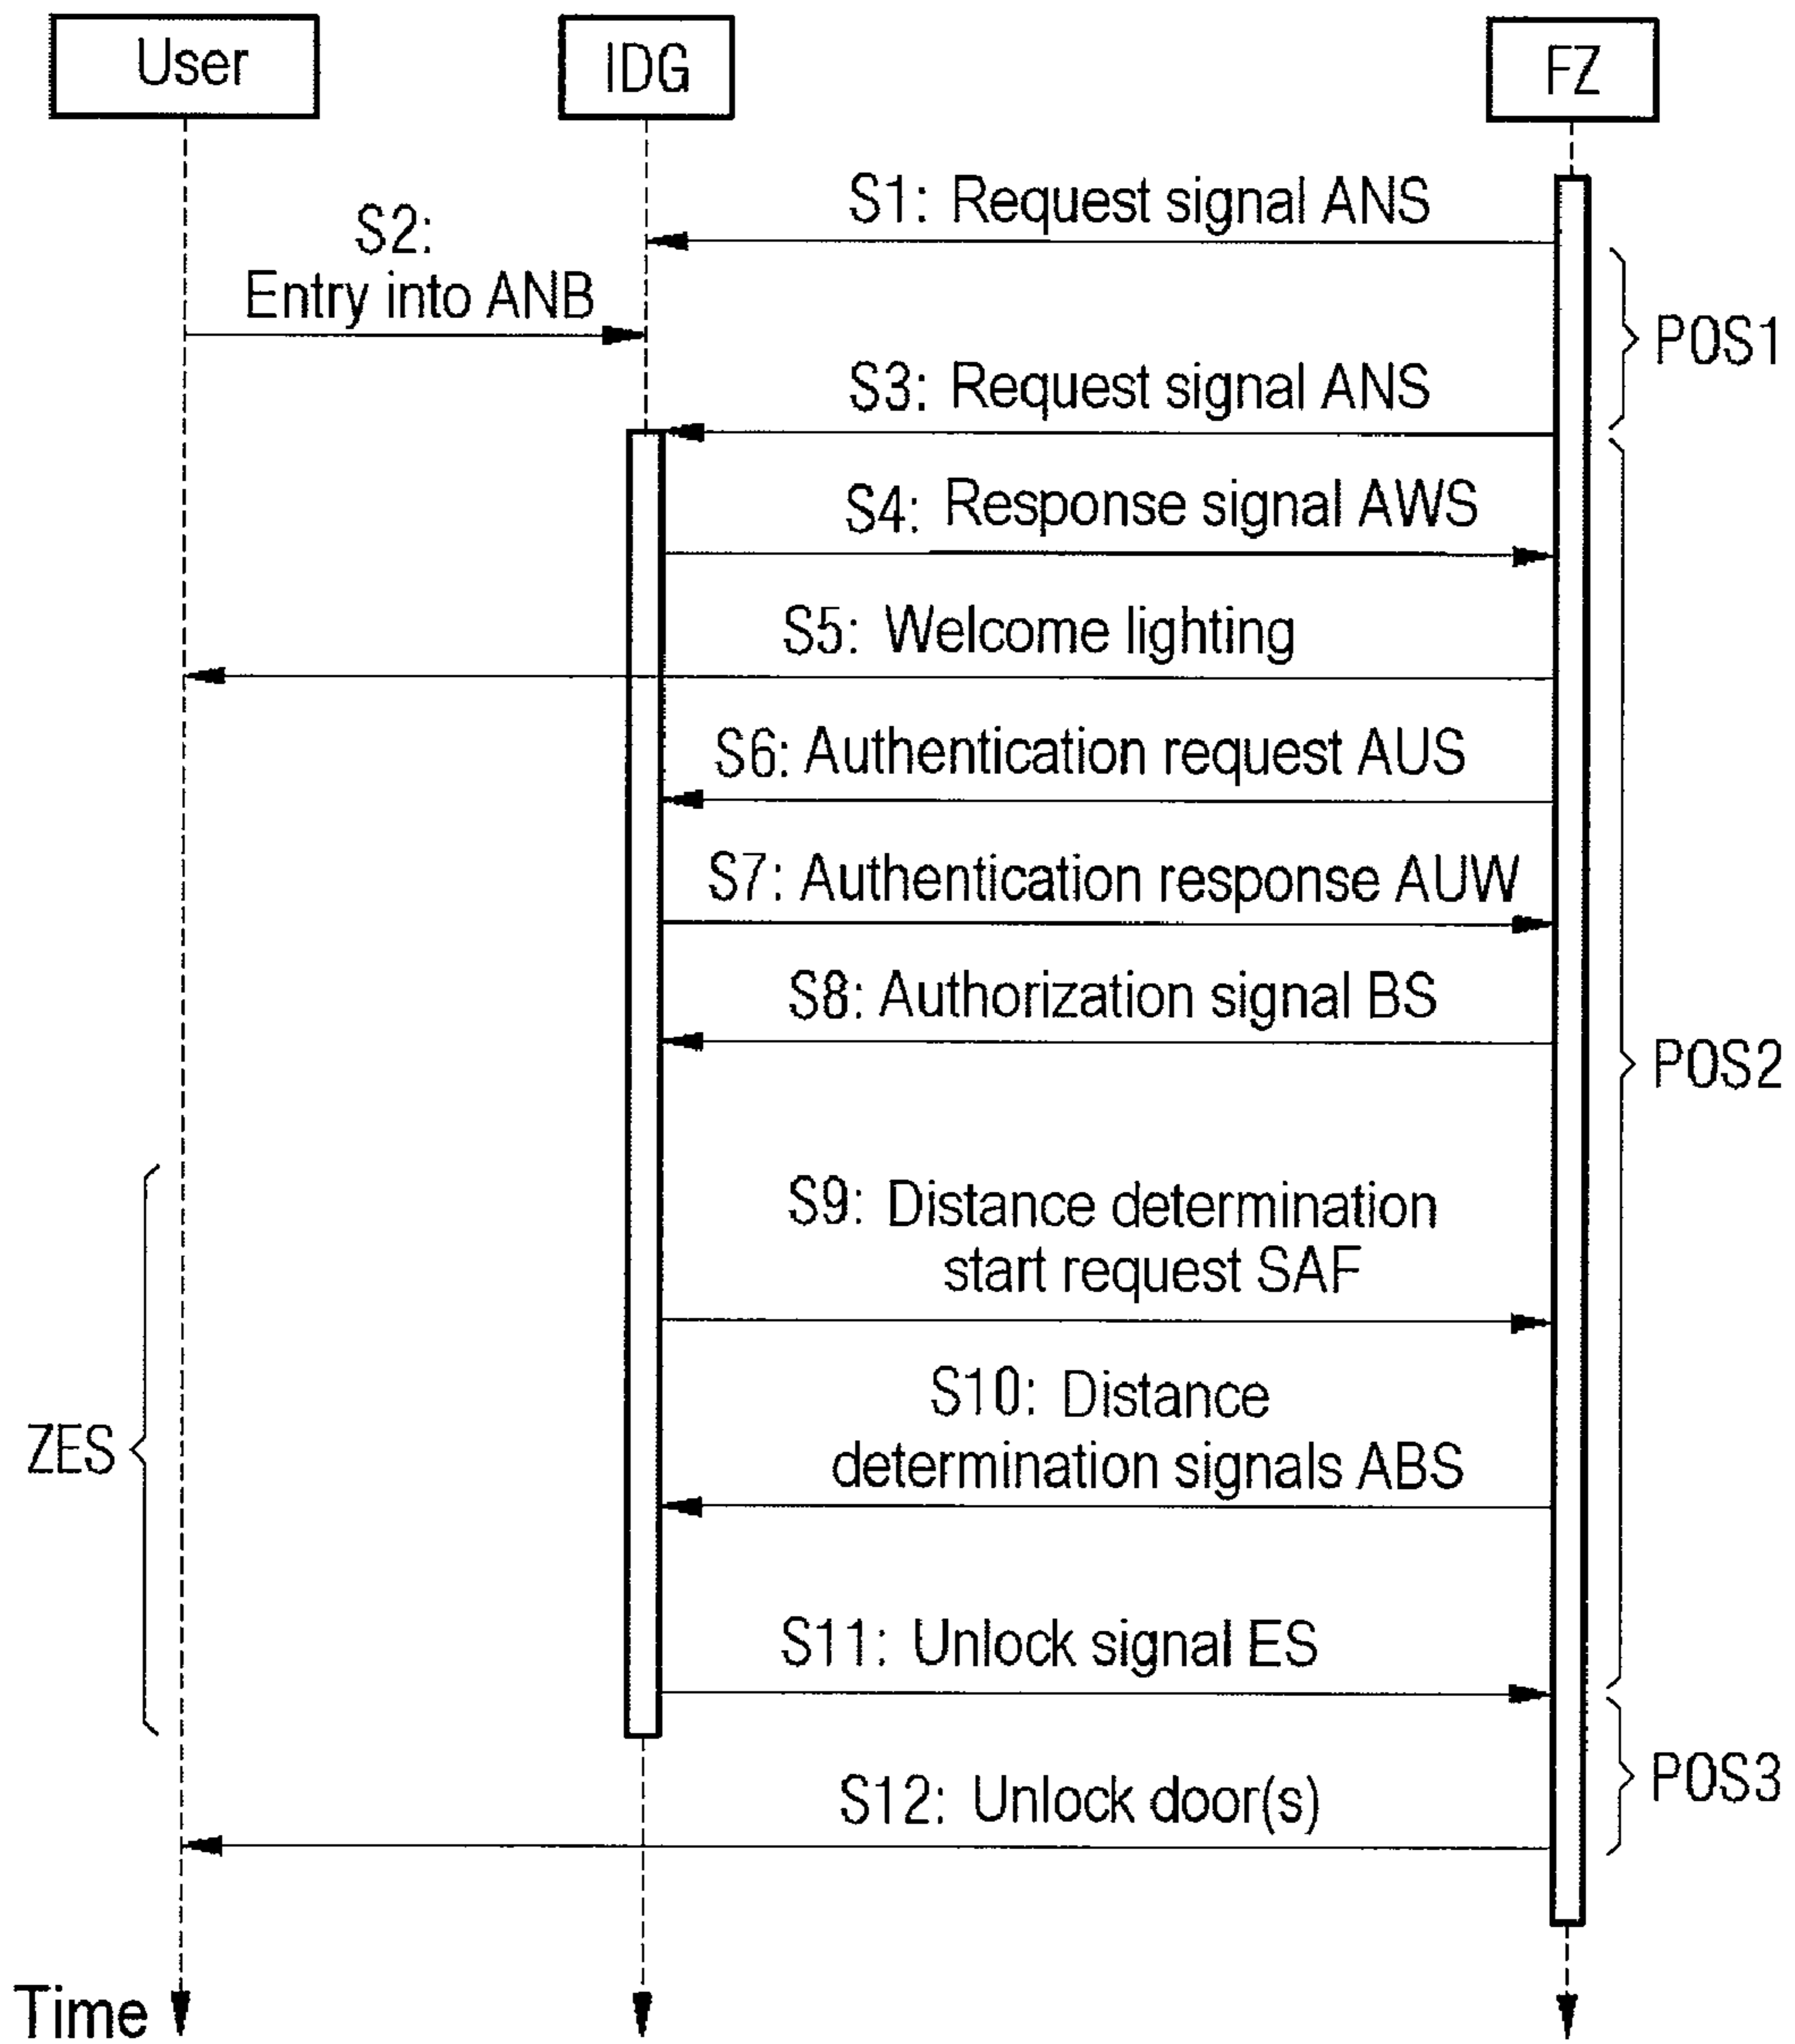 User
IDG
FZ
S1: Request signal ANS
S2:
Entry into ANB
POS1
S3: Request signal ANS
S4: Response signal AWS
S5: Welcome lighting
S6: Authentication request AUS
S7: Authentication response AUW
S8: Authorization signal BS
POS2
S9: Distance determination
start request SAF
S10: Distance
determination signals ABS
ZES
S11: Unlock signal ES
POS3
S12: Unlock door(s)
Time